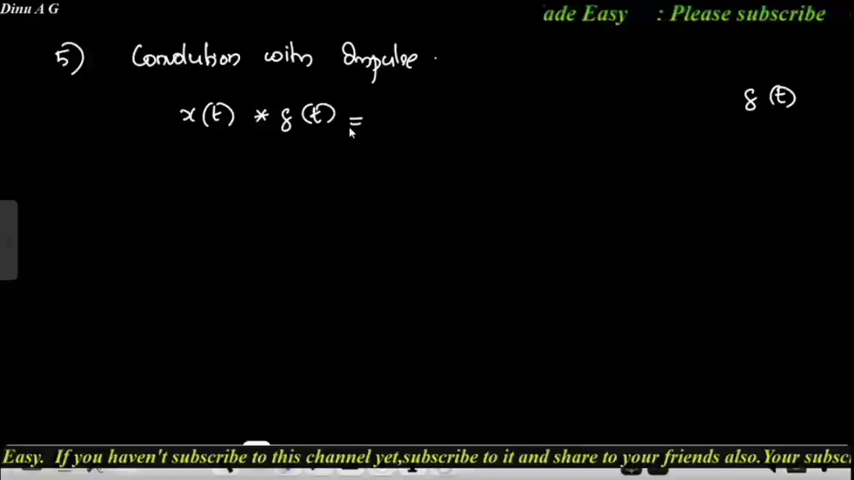 Dinu A G
ade Easy : Please subscribe
5) Convolution with Impulse.
δ(t)
x(t) * δ(t) =
Easy. If you haven't subscribe to this channel yet,subscribe to it and share to your friends also.Your subsc